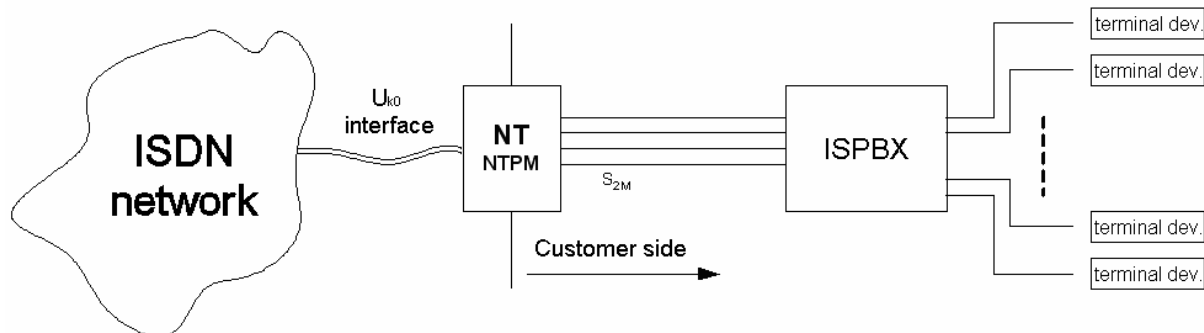 ISDN
network
Uk0
interface
NT
NTPM
S2M
Customer side
ISPBX
terminal dev.
terminal dev.
terminal dev.
terminal dev.